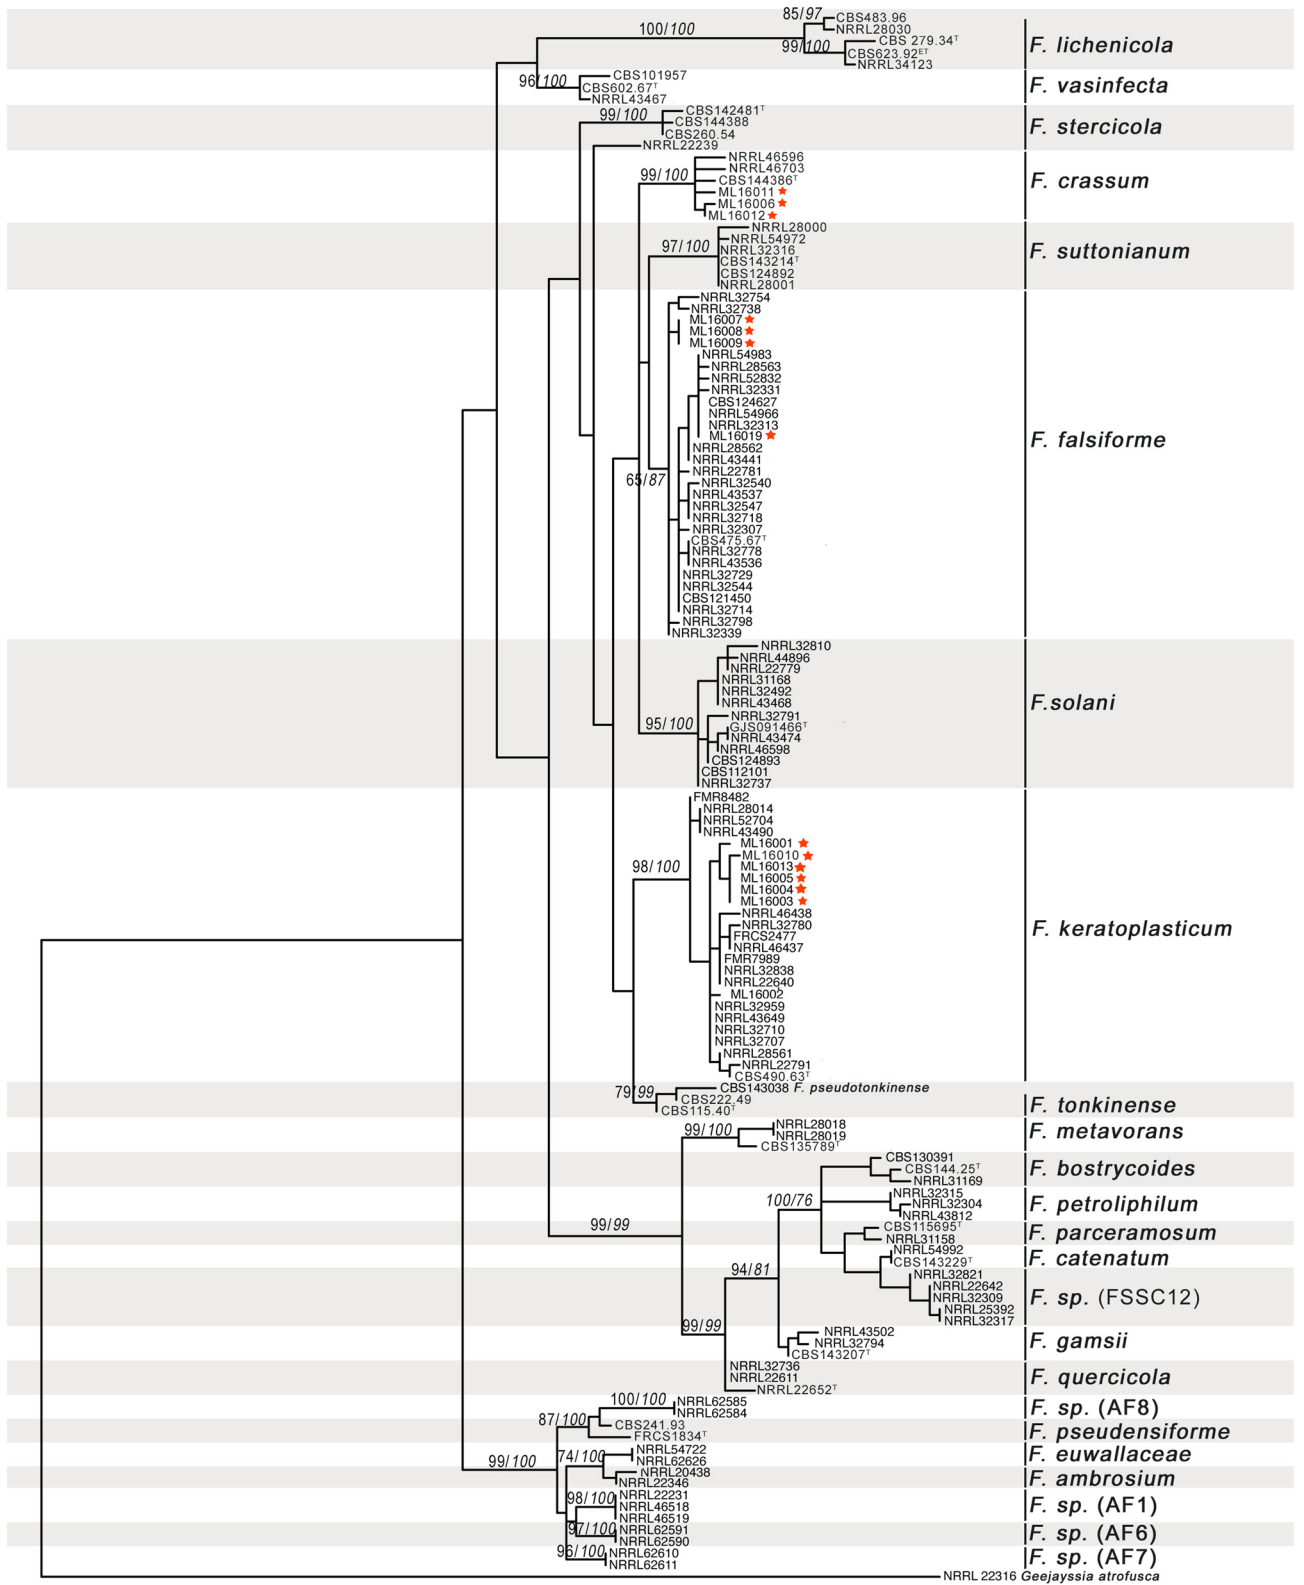 85/97
CBS483.96
NRRL28030
100/100
99/100
CBS 279.34T
CBS623.92ET
NRRL34123
F. lichenicola
96/100
CBS101957
CBS602.67T
NRRL43467
F. vasinfecta
99/100
CBS142481T
CBS144388
CBS260.54
NRRL22239
F. stercicola
99/100
NRRL46596
NRRL46703
CBS144386T
ML16011
ML16006
ML16012
F. crassum
97/100
NRRL28000
NRRL54972
NRRL32316
CBS143214T
CBS124892
NRRL28001
F. suttonianum
65/87
NRRL32754
NRRL32738
ML16007
ML16008
ML16009
NRRL54983
NRRL28563
NRRL52832
NRRL32331
CBS124627
NRRL54966
NRRL32313
ML16019
NRRL28562
NRRL43441
NRRL22781
NRRL32540
NRRL43537
NRRL32547
NRRL32718
NRRL32307
CBS475.67T
NRRL32778
NRRL43536
NRRL32729
NRRL32544
CBS121450
NRRL32714
NRRL32798
NRRL32339
F. falsiforme
95/100
NRRL32810
NRRL44896
NRRL22779
NRRL31168
NRRL32492
NRRL43468
NRRL32791
GJS091466T
NRRL43474
NRRL46598
CBS124893
CBS112101
NRRL32737
F.solani
98/100
FMR8482
NRRL28014
NRRL52704
NRRL43490
ML16001
ML16010
ML16013
ML16005
ML16004
ML16003
NRRL46438
NRRL32780
FRCS2477
NRRL46437
FMR7989
NRRL32838
NRRL22640
ML16002
NRRL32959
NRRL43649
NRRL32710
NRRL32707
NRRL28561
NRRL22791
CBS490.63T
F. keratoplasticum
79/99
CBS143038 F. pseudotonkinense
CBS222.49
CBS115.40T
F. tonkinense
99/100
NRRL28018
NRRL28019
CBS135789T
F. metavorans
CBS130391
CBS144.25T
NRRL31169
F. bostrycoides
100/76
NRRL32315
NRRL32304
NRRL43812
F. petroliphilum
99/99
CBS115695T
NRRL31158
F. parceramosum
NRRL54992
CBS143229T
F. catenatum
94/81
NRRL32821
NRRL22642
NRRL32309
NRRL25392
NRRL32317
F. sp. (FSSC12)
99/99
NRRL43502
NRRL32794
CBS143207T
F. gamsii
NRRL32736
NRRL22611
NRRL22652T
F. quercicola
100/100
NRRL62585
NRRL62584
F. sp. (AF8)
87/100
CBS241.93
FRCS1834T
F. pseudensiforme
99/100
74/100
NRRL54722
NRRL62626
F. euwallaceae
NRRL20438
NRRL22346
F. ambrosium
98/100
NRRL22231
NRRL46518
NRRL46519
F. sp. (AF1)
97/100
NRRL62591
NRRL62590
F. sp. (AF6)
96/100
NRRL62610
NRRL62611
F. sp. (AF7)
NRRL 22316 Geejayssia atrofusca